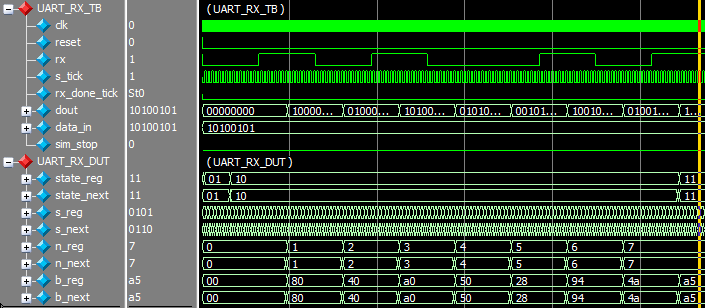 UART_RX_TB (UART_RX_TB)
clk 0
reset 0
rx 1
s_tick 1
rx_done_tick St0
dout 10100101 00000000 10000... 01000... 10100... 01010... 00101... 10010... 01001... 1...
data_in 10100101 10100101
sim_stop 0
UART_RX_DUT (UART_RX_DUT)
state_reg 11 01 10 11
state_next 11 01 10 11
s_reg 0101
s_next 0110
n_reg 7 0 1 2 3 4 5 6 7
n_next 7 0 1 2 3 4 5 6 7
b_reg a5 00 80 40 a0 50 28 94 4a a5
b_next a5 00 80 40 a0 50 28 94 4a a5